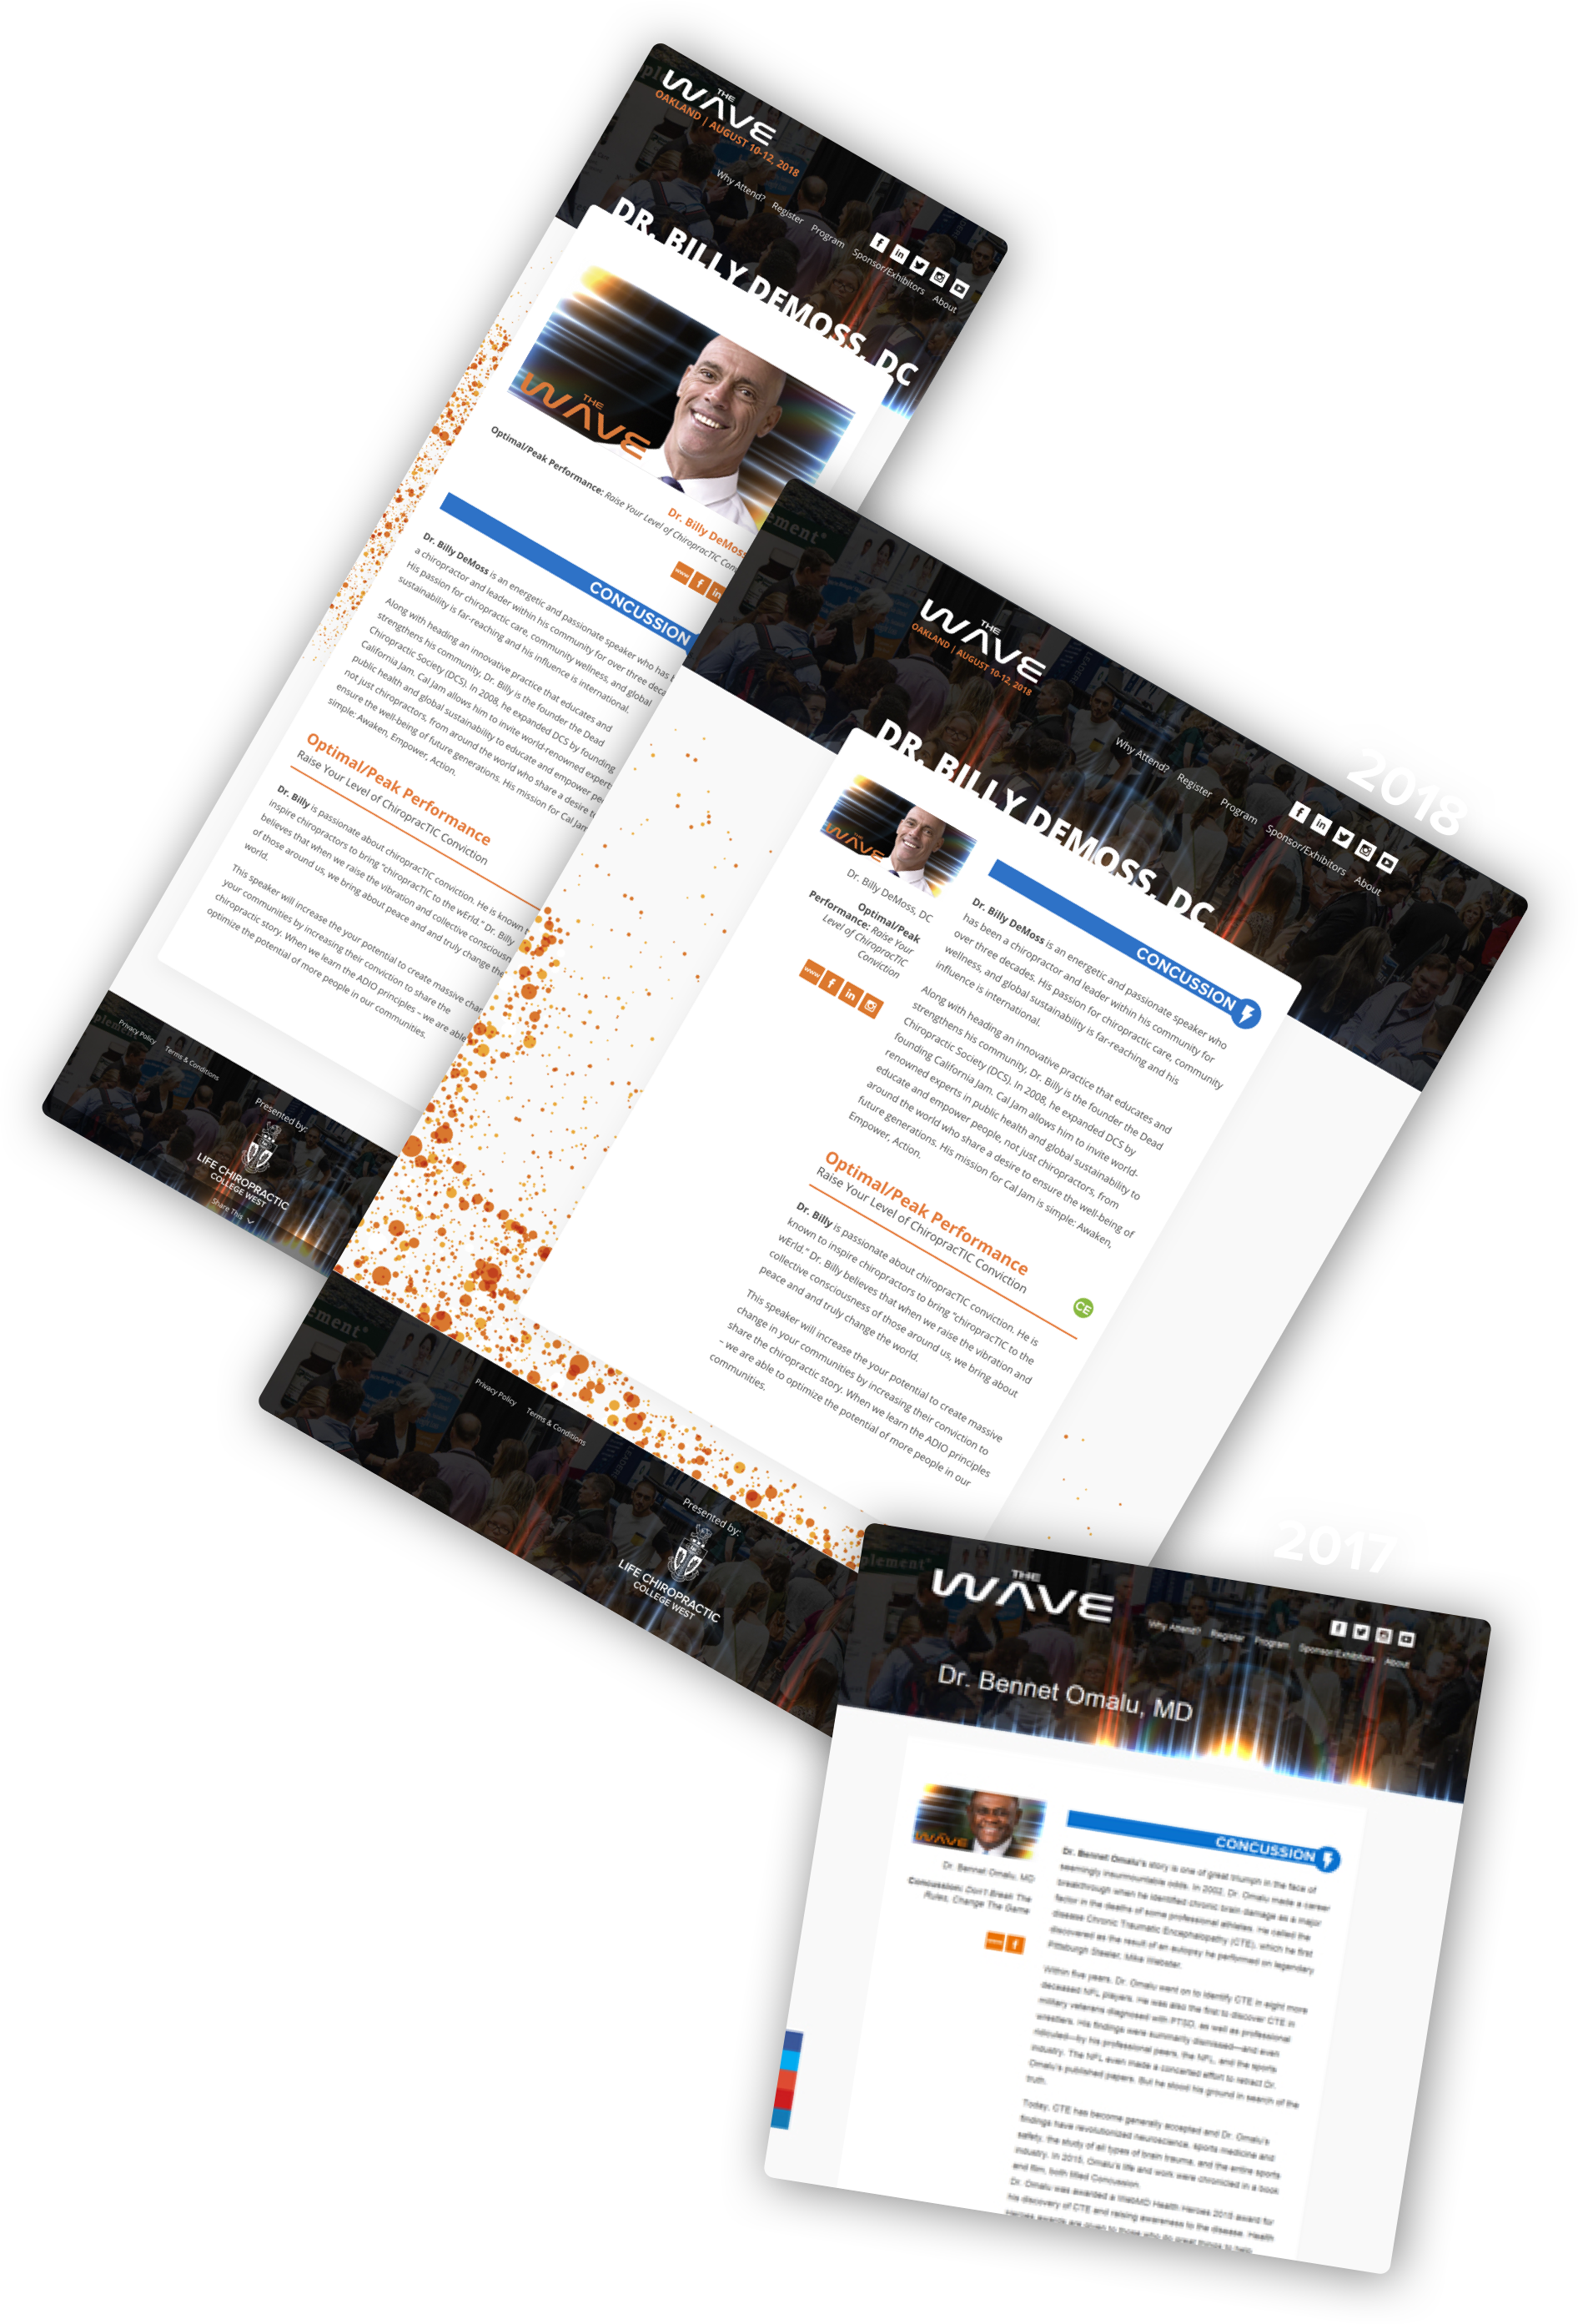 plement*
THE
WAVE
OAKLAND | AUGUST 10-12, 2018
Why Attend? Register Program Sponsor/Exhibitors About
DR. BILLY DEMOSS, DC
THE
WAVE
Dr. Billy DeMoss
Optimal/Peak Performance: Raise Your Level of ChiropracTIC
www
CONCUSSION
Dr. Billy DeMoss is an energetic and passionate speaker who has
a chiropractor and leader within his community for over three
His passion for chiropractic care, community wellness, and global
sustainability is far-reaching and his influence is international.
Along with heading an innovative practice that educates and
strengthens his community, Dr. Billy is the founder the Dead
Chiropractic Society (DCS). In 2008, he expanded DCS by founding
California Jam. Cal Jam allows him to invite world-renowned
public health and global sustainability to educate and empower
not just chiropractors, from around the world who share a desire
ensure the well-being of future generations. His mission for Cal Jam
simple: Awaken, Empower, Action.
Optimal/Peak Performance
Raise Your Level of ChiropracTIC Conviction
Dr. Billy is passionate about chiropracTIC conviction. He is known
inspire chiropractors to bring "chiropracTIC to the wErld." Dr. Billy
believes that when we raise the vibration and collective
of those around us, we bring about peace and and truly change the
world.
This speaker will increase the your potential to create massive
your communities by increasing their conviction to share the
chiropractic story. When we learn the ADIO principles – we are able
optimize the potential of more people in our communities.
plement
Privacy Policy Terms & Conditions
Presented by:
LIFE CHIROPRACTIC
COLLEGE WEST
Share This
2018
ement*
THE
WAVE
OAKLAND | AUGUST 10-12, 2018
Why Attend? Register Program Sponsor/Exhibitors About
DR. BILLY DEMOSS, DC
THE
WAVE
Dr. Billy DeMoss, DC
Optimal/Peak
Performance: Raise Your
Level of ChiropracTIC
Conviction
www
CONCUSSION
Dr. Billy DeMoss is an energetic and passionate speaker who
has been a chiropractor and leader within his community for
over three decades. His passion for chiropractic care, community
wellness, and global sustainability is far-reaching and his
influence is international.
Along with heading an innovative practice that educates and
strengthens his community, Dr. Billy is the founder the Dead
Chiropractic Society (DCS). In 2008, he expanded DCS by
founding California Jam. Cal Jam allows him to invite world-
renowned experts in public health and global sustainability to
educate and empower people, not just chiropractors, from
around the world who share a desire to ensure the well-being of
future generations. His mission for Cal Jam is simple: Awaken,
Empower, Action.
Optimal/Peak Performance
Raise Your Level of ChiropracTIC Conviction
CE
Dr. Billy is passionate about chiropracTIC conviction. He is
known to inspire chiropractors to bring "chiropracTIC to the
wErld." Dr. Billy believes that when we raise the vibration and
collective consciousness of those around us, we bring about
peace and and truly change the world.
This speaker will increase the your potential to create massive
change in your communities by increasing their conviction to
share the chiropractic story. When we learn the ADIO principles
– we are able to optimize the potential of more people in our
communities.
ement*
Privacy Policy Terms & Conditions
Presented by:
LIFE CHIROPRACTIC
COLLEGE WEST
2017
plement*
THE
WAVE
Why Attend? Register Program Sponsor/Exhibitors About
Dr. Bennet Omalu, MD
WAVE
Dr. Bennet Omalu, MD
Concussion: Don't Break The
Rules, Change The Game
www
CONCUSSION
Dr. Bennet Omalu's story is one of great triumph in the face of
seemingly insurmountable odds. In 2002, Dr. Omalu made a career
breakthrough when he identified chronic brain damage as a major
factor in the deaths of some professional athletes. He called the
disease Chronic Traumatic Encephalopathy (CTE), which he first
discovered as the result of an autopsy he performed on legendary
Pittsburgh Steeler, Mike Webster.
Within five years, Dr. Omalu went on to identify CTE in eight more
deceased NFL players. He was also the first to discover CTE in
military veterans diagnosed with PTSD, as well as professional
wrestlers. His findings were summarily dismissed—and even
ridiculed—by his professional peers, the NFL, and the sports
industry. The NFL even made a concerted effort to retract Dr.
Omalu's published papers. But he stood his ground in search of the
truth.
Today, CTE has become generally accepted and Dr. Omalu's
findings have revolutionized neuroscience, sports medicine and
safety, the study of all types of brain trauma, and the entire sports
industry. In 2015, Omalu's life and work were chronicled in a book
and film, both titled Concussion.
Dr. Omalu was awarded a WebMD Health Heroes 2015 award for
his discovery of CTE and raising awareness to the disease. Health
Heroes awards are given to those who do great things to help